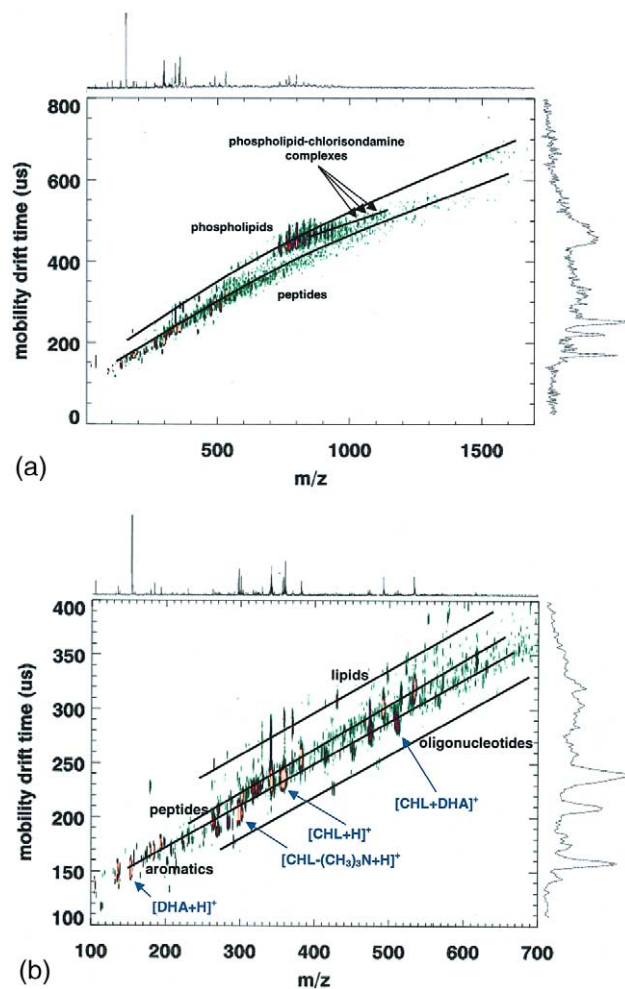 800
600
400
200
0
mobility drift time (us)
phospholipid-chlorisondamine
complexes
phospholipids
peptides
500
1000
1500
m/z
(a)
400
350
300
250
200
150
100
mobility drift time (us)
lipids
oligonucleotides
[CHL+DHA]⁺
peptides
[CHL+H]⁺
[CHL-(CH₃)₃N+H]⁺
aromatics
[DHA+H]⁺
100
200
300
400
500
600
700
m/z
(b)